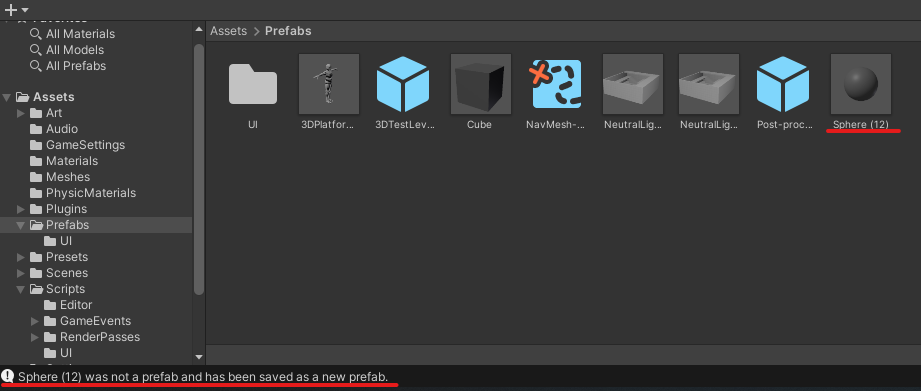 Favorites
All Materials
All Models
All Prefabs
Assets
Art
Audio
GameSettings
Materials
Meshes
PhysicMaterials
Plugins
Prefabs
UI
Presets
Scenes
Scripts
Editor
GameEvents
RenderPasses
UI
Assets > Prefabs
UI
3DPlatfor...
3DTestLev...
Cube
NavMesh-...
NeutralLig...
NeutralLig...
Post-proc...
Sphere (12)
Sphere (12) was not a prefab and has been saved as a new prefab.